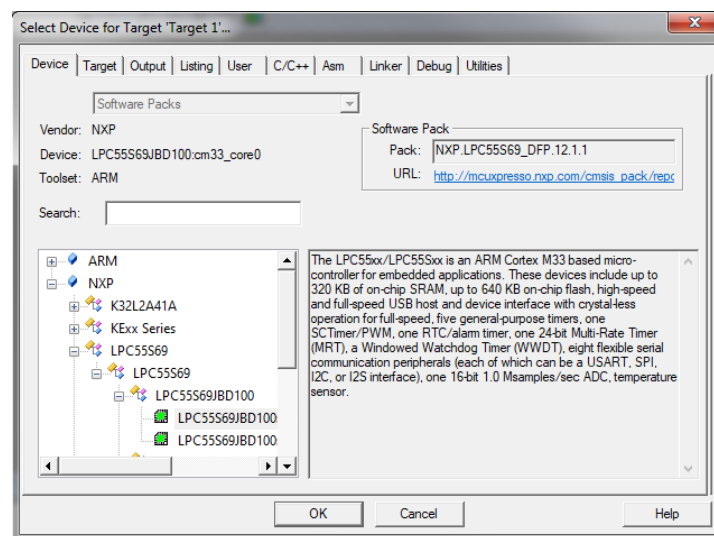 Select Device for Target 'Target 1'...
Device Target Output Listing User C/C++ Asm Linker Debug Utilities
Software Packs
Vendor: NXP
Device: LPC55S69JBD100:cm33_core0
Toolset: ARM
Search:
Software Pack
Pack: NXP.LPC55S69_DFP.12.1.1
URL: http://mcuxpresso.nxp.com/cmsis_pack/repo
ARM
NXP
K32L2A41A
KExx Series
LPC55S69
LPC55S69
LPC55S69JBD100
LPC55S69JBD100:
LPC55S69JBD100:
The LPC55xx/LPC55Sxx is an ARM Cortex M33 based micro-
controller for embedded applications. These devices include up to
320 KB of on-chip SRAM, up to 640 KB on-chip flash, high-speed
and full-speed USB host and device interface with crystal-less
operation for full-speed, five general-purpose timers, one
SCTimer/PWM, one RTC/alarm timer, one 24-bit Multi-Rate Timer
(MRT), a Windowed Watchdog Timer (WWDT), eight flexible serial
communication peripherals (each of which can be a USART, SPI,
I2C, or I2S interface), one 16-bit 1.0 Msamples/sec ADC, temperature
sensor.
OK Cancel Help